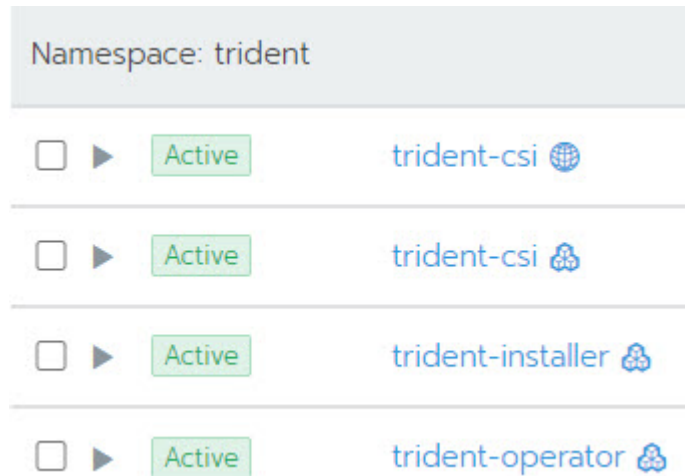 Namespace: trident
Active trident-csi
Active trident-csi
Active trident-installer
Active trident-operator